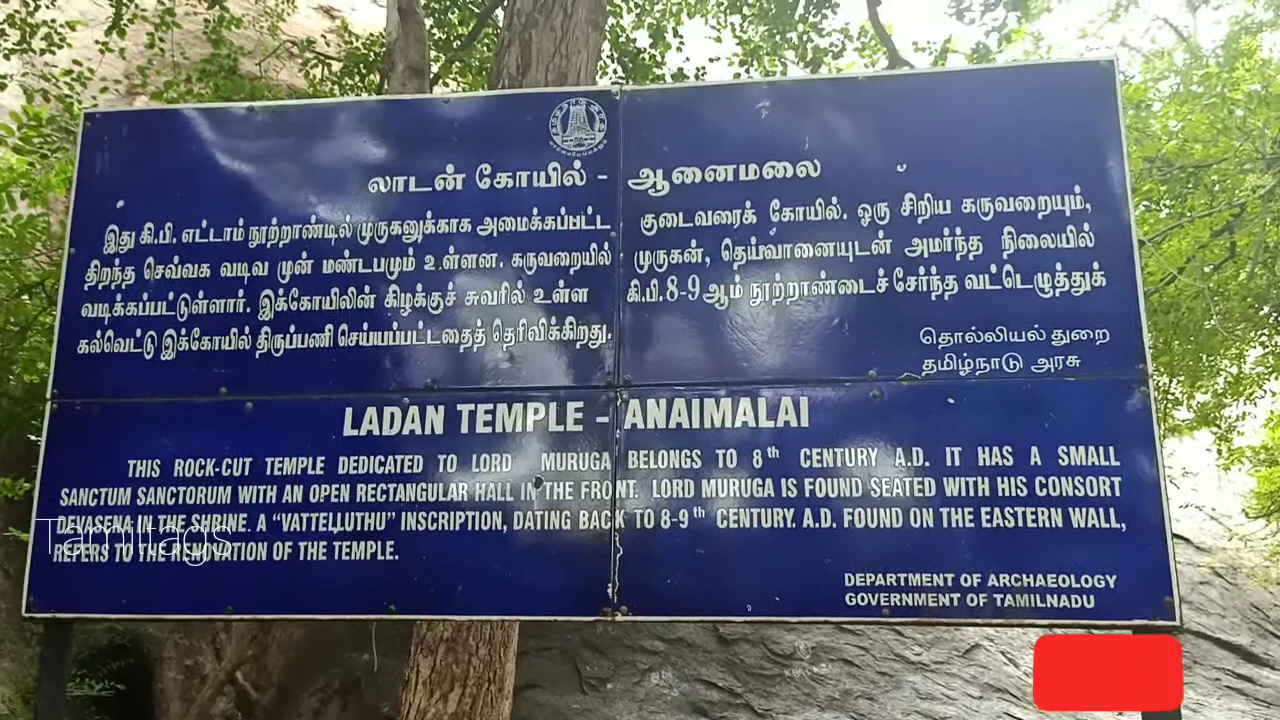 லாடன் கோயில் - ஆனைமலை
இது கி.பி. எட்டாம் நூற்றாண்டில் முருகனுக்காக அமைக்கப்பட்ட குடைவரைக் கோயில். ஒரு சிறிய கருவறையும்,
திறந்த செவ்வக வடிவ முன் மண்டபமும் உள்ளன. கருவறையில் முருகன், தெய்வானையுடன் அமர்ந்த நிலையில்
வடிக்கப்பட்டுள்ளார். இக்கோயிலின் கிழக்குச் சுவரில் உள்ள கி.பி.8-9ஆம் நூற்றாண்டைச் சேர்ந்த வட்டெழுத்துக்
கல்வெட்டு இக்கோயில் திருப்பணி செய்யப்பட்டதைத் தெரிவிக்கிறது.
தொல்லியல் துறை
தமிழ்நாடு அரசு
LADAN TEMPLE - ANAIMALAI
THIS ROCK-CUT TEMPLE DEDICATED TO LORD MURUGA BELONGS TO 8th CENTURY A.D. IT HAS A SMALL
SANCTUM SANCTORUM WITH AN OPEN RECTANGULAR HALL IN THE FRONT. LORD MURUGA IS FOUND SEATED WITH HIS CONSORT
DEVASENA IN THE SHRINE. A “VATTELLUTHU” INSCRIPTION, DATING BACK TO 8-9th CENTURY. A.D. FOUND ON THE EASTERN WALL,
REFERS TO THE RENOVATION OF THE TEMPLE.
Tamiltags
DEPARTMENT OF ARCHAEOLOGY
GOVERNMENT OF TAMILNADU